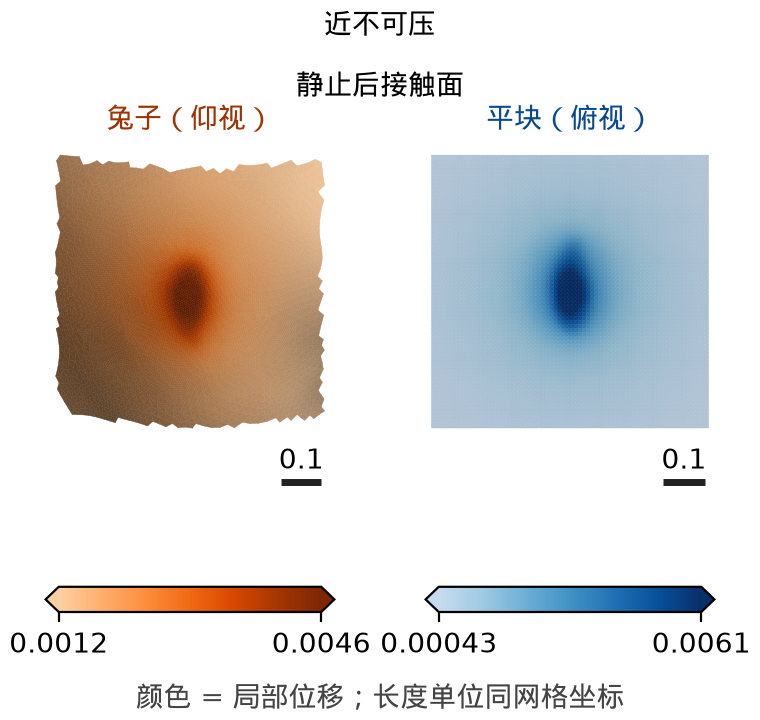 近不可压
静止后接触面
兔子（仰视）
平块（俯视）
0.1
0.1
0.0012
0.0046
0.00043
0.0061
颜色 = 局部位移；长度单位同网格坐标